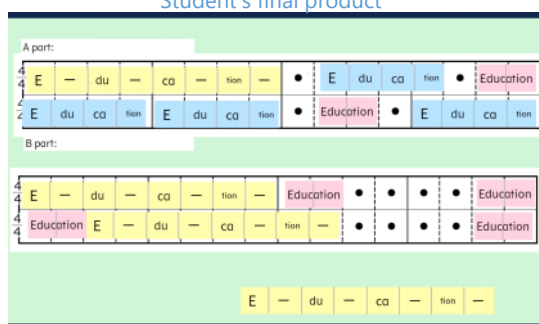 Student's final product
A part:
4/4 E – du – ca – tion – • E du ca tion • Education
4/4 E du ca tion E du ca tion • Education • E du ca tion
B part:
4/4 E – du – ca – tion – Education • • • • Education
4/4 Education E – du – ca – tion – • • • • Education
E – du – ca – tion –